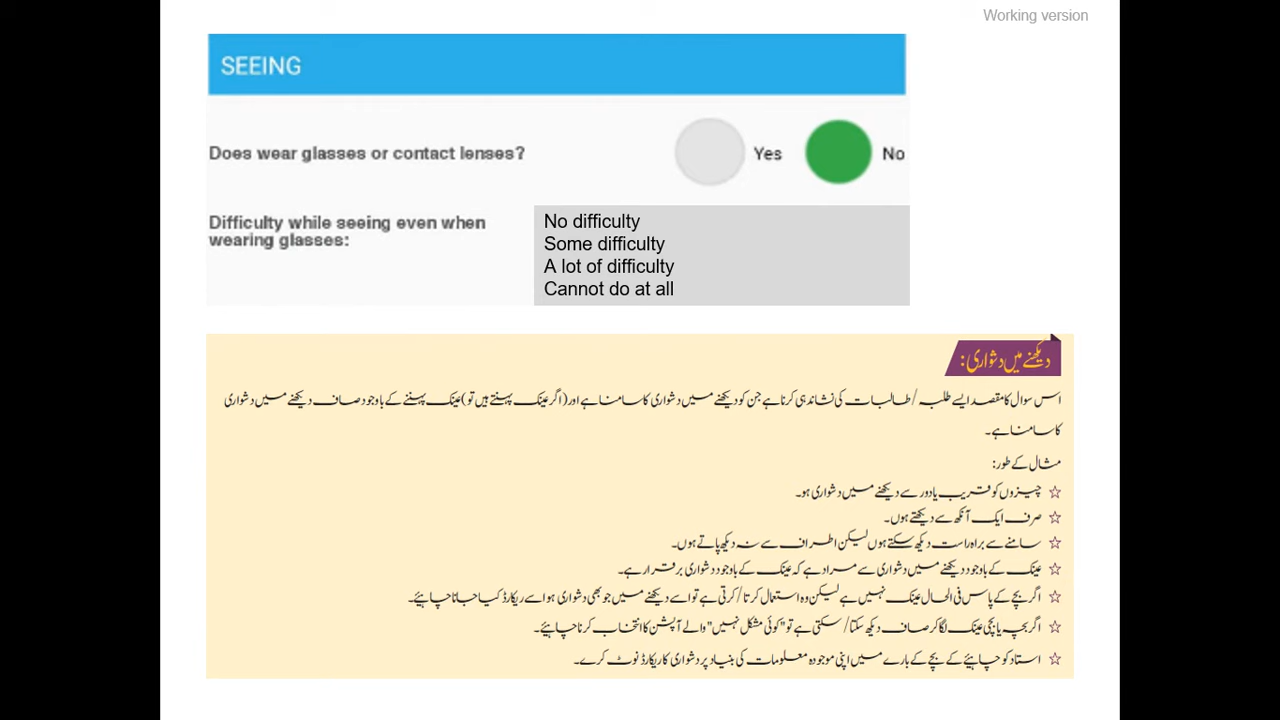 Working version
SEEING
Does wear glasses or contact lenses?
Yes
No
Difficulty while seeing even when
wearing glasses:
No difficulty
Some difficulty
A lot of difficulty
Cannot do at all
دیکھنے میں دشواری:
اس سوال کا مقصد ایسے طلبہ/طالبات کی نشاندہی کرنا ہے جن کو دیکھنے میں دشواری کا سامنا ہے اور (اگر عینک پہنتے ہیں تو) عینک پہننے کے باوجود صاف دیکھنے میں دشواری
کا سامنا ہے۔
مثال کے طور:
☆ چیزوں کو قریب یا دور سے دیکھنے میں دشواری ہو۔
☆ صرف ایک آنکھ سے دیکھتے ہوں۔
☆ سامنے سے براہ راست دیکھ سکتے ہوں لیکن اطراف سے نہ دیکھ پاتے ہوں۔
☆ عینک کے باوجود دیکھنے میں دشواری سے مراد ہے کہ عینک کے باوجود دشواری برقرار ہے۔
☆ اگر بچے کے پاس فی الحال عینک نہیں ہے لیکن وہ استعمال کرتا/کرتی ہے تو اسے دیکھنے میں جو بھی دشواری ہو اسے ریکارڈ کیا جانا چاہیئے۔
☆ اگر بچہ یا بچی عینک لگا کر صاف دیکھ سکتا/سکتی ہے تو "کوئی مشکل نہیں" والے آپشن کا انتخاب کرنا چاہیئے۔
☆ استاد کو چاہیئے کے بچے کے بارے میں اپنی موجودہ معلومات کی بنیاد پر دشواری کا ریکارڈ نوٹ کرے۔